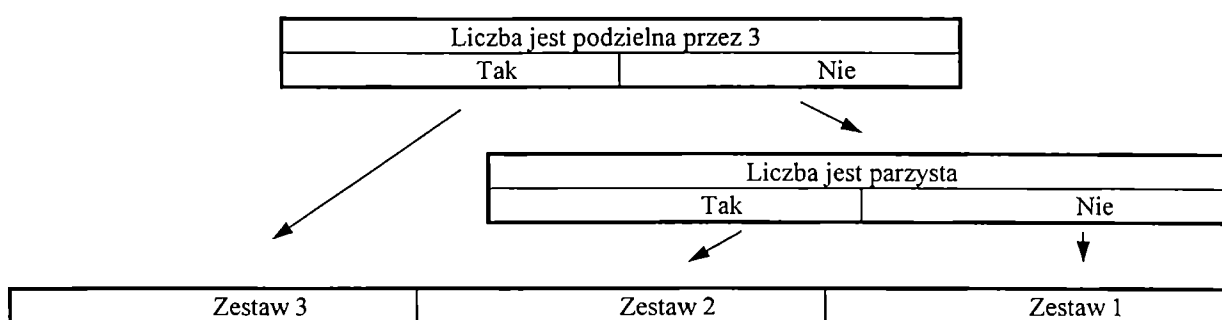 Liczba jest podzielna przez 3
Tak Nie
Liczba jest parzysta
Tak Nie
Zestaw 3 Zestaw 2 Zestaw 1